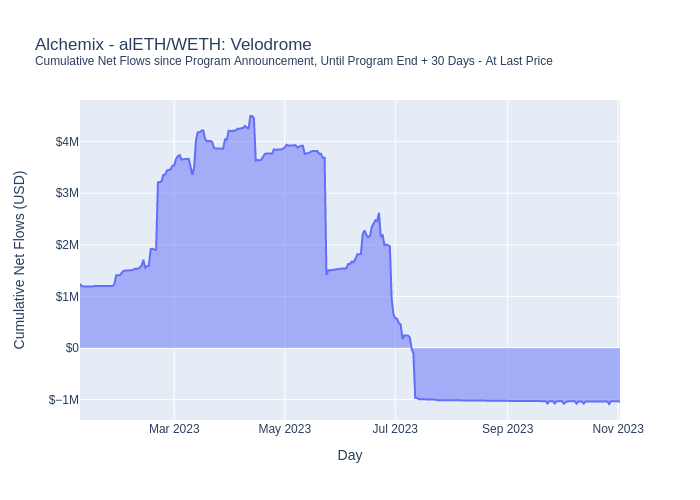 Alchemix - alETH/WETH: Velodrome
Cumulative Net Flows since Program Announcement, Until Program End + 30 Days - At Last Price
Cumulative Net Flows (USD)
$4M
$3M
$2M
$1M
$0
$−1M
Mar 2023 May 2023 Jul 2023 Sep 2023 Nov 2023
Day